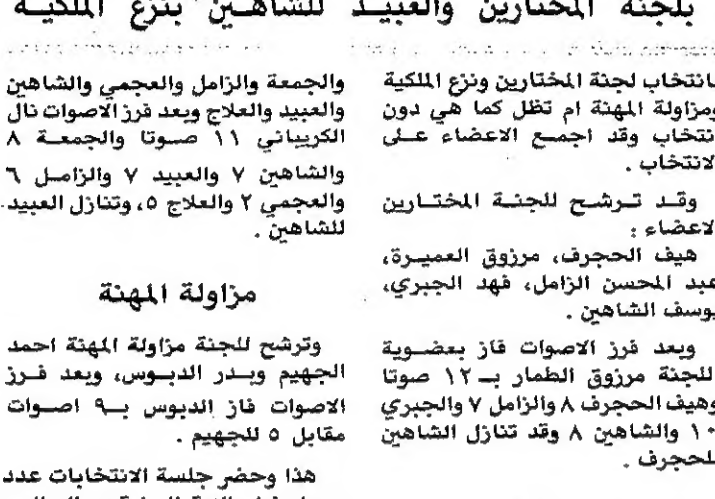 بلجنة المختارين والعبيد للشاهين بنزع الملكية
بانتخاب لجنة المختارين ونزع الملكية
ومزاولة المهنة ام تظل كما هي دون
انتخاب وقد اجمع الاعضاء على
الانتخاب .
وقد ترشح للجنة المختارين
الاعضاء :
هيف الحجرف، مرزوق العميرة،
عبد المحسن الزامل، فهد الجبري،
يوسف الشاهين .
وبعد فرز الاصوات فاز بعضوية
اللجنة مرزوق الطمار بـ ١٢ صوتا
وهيف الحجرف ٨ والزامل ٧ والجبري
١٠ والشاهين ٨ وقد تنازل الشاهين
للحجرف .
والجمعة والزامل والعجمي والشاهين
والعبيد والعلاج وبعد فرز الاصوات نال
الكريباني ١١ صوتا والجمعة ٨
والشاهين ٧ والعبيد ٧ والزامل ٦
والعجمي ٢ والعلاج ٥، وتنازل العبيد
للشاهين .
مزاولة المهنة
وترشح للجنة مزاولة المهنة احمد
الجهيم وبدر الدبوس، وبعد فرز
الاصوات فاز الدبوس بـ٩ اصوات
مقابل ٥ للجهيم .
هذا وحضر جلسة الانتخابات عدد